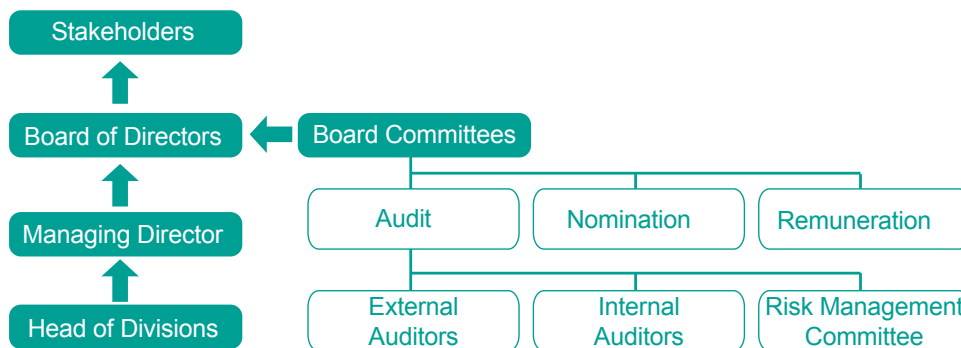 Stakeholders
Board of Directors
Board Committees
Audit
Nomination
Remuneration
Managing Director
External
Auditors
Internal
Auditors
Risk Management
Committee
Head of Divisions